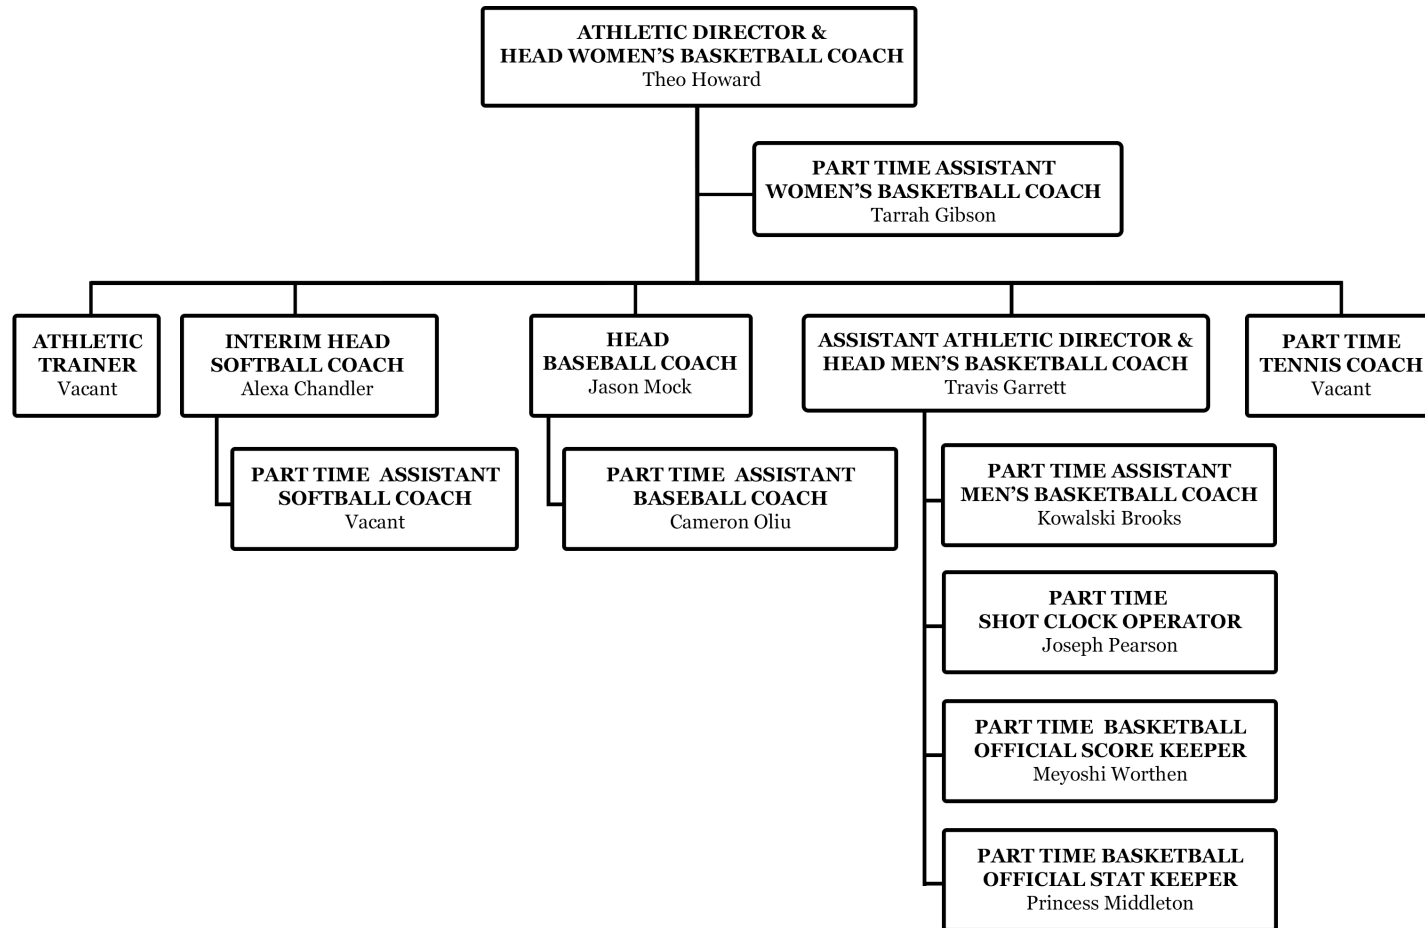 ATHLETIC DIRECTOR &
HEAD WOMEN’S BASKETBALL COACH
Theo Howard
PART TIME ASSISTANT
WOMEN’S BASKETBALL COACH
Tarrah Gibson
ATHLETIC
TRAINER
Vacant
INTERIM HEAD
SOFTBALL COACH
Alexa Chandler
HEAD
BASEBALL COACH
Jason Mock
ASSISTANT ATHLETIC DIRECTOR &
HEAD MEN’S BASKETBALL COACH
Travis Garrett
PART TIME
TENNIS COACH
Vacant
PART TIME ASSISTANT
SOFTBALL COACH
Vacant
PART TIME ASSISTANT
BASEBALL COACH
Cameron Oliu
PART TIME ASSISTANT
MEN’S BASKETBALL COACH
Kowalski Brooks
PART TIME
SHOT CLOCK OPERATOR
Joseph Pearson
PART TIME BASKETBALL
OFFICIAL SCORE KEEPER
Meyoshi Worthen
PART TIME BASKETBALL
OFFICIAL STAT KEEPER
Princess Middleton